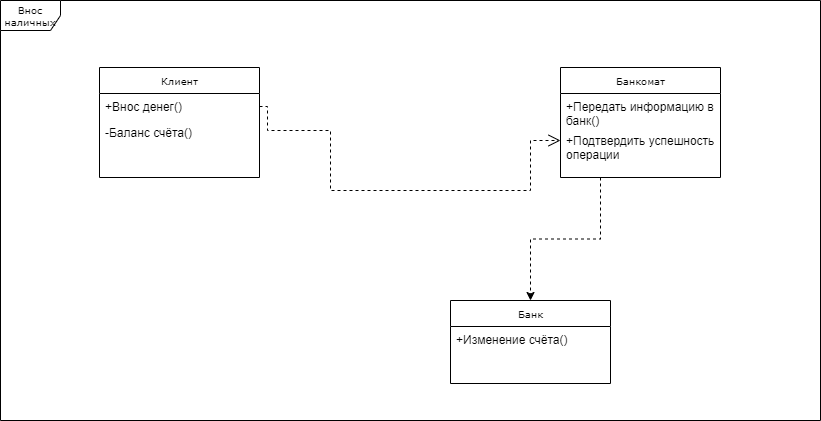 Внос
наличных
Клиент
+Внос денег()
-Баланс счёта()
Банкомат
+Передать информацию в
банк()
+Подтвердить успешность
операции
Банк
+Изменение счёта()